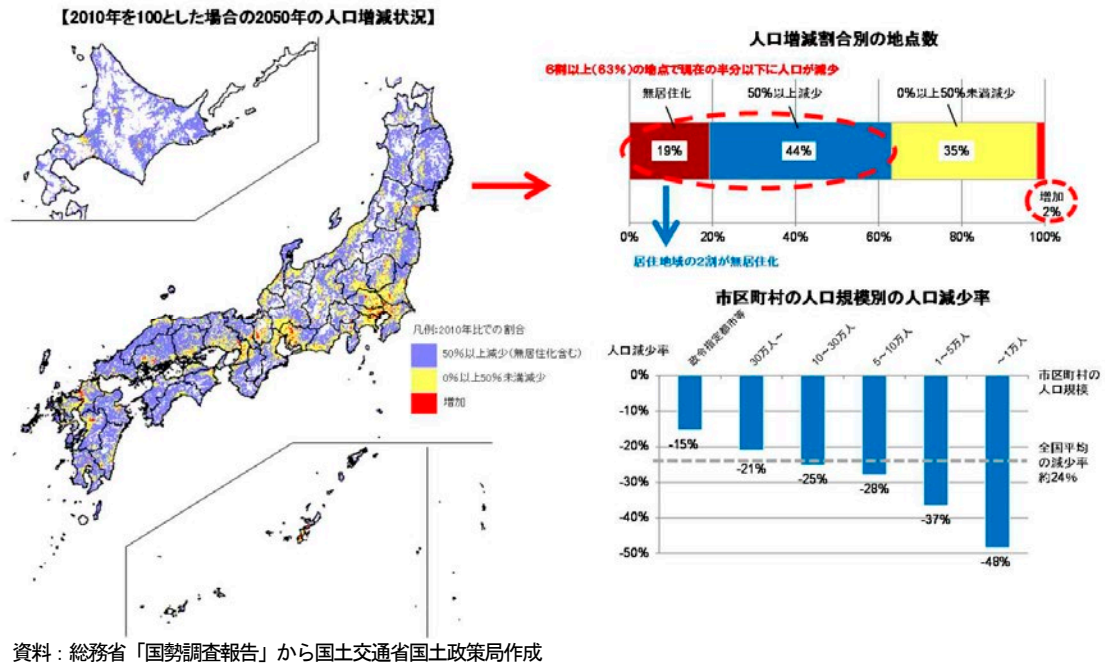 【2010年を100とした場合の2050年の人口増減状況】
凡例:2010年比での割合
50%以上減少(無居住化含む)
0%以上50%未満減少
増加
人口増減割合別の地点数
6割以上(63%)の地点で現在の半分以下に人口が減少
無居住化
50%以上減少
0%以上50%未満減少
19%
44%
35%
増加
2%
0%
20%
40%
60%
80%
100%
居住地域の2割が無居住化
市区町村の人口規模別の人口減少率
人口減少率
政令指定都市等
30万人~
10~30万人
5~10万人
1~5万人
~1万人
市区町村の
人口規模
0%
-10%
-20%
-30%
-40%
-50%
-15%
-21%
-25%
-28%
-37%
-48%
全国平均
の減少率
約24%
資料:総務省「国勢調査報告」から国土交通省国土政策局作成